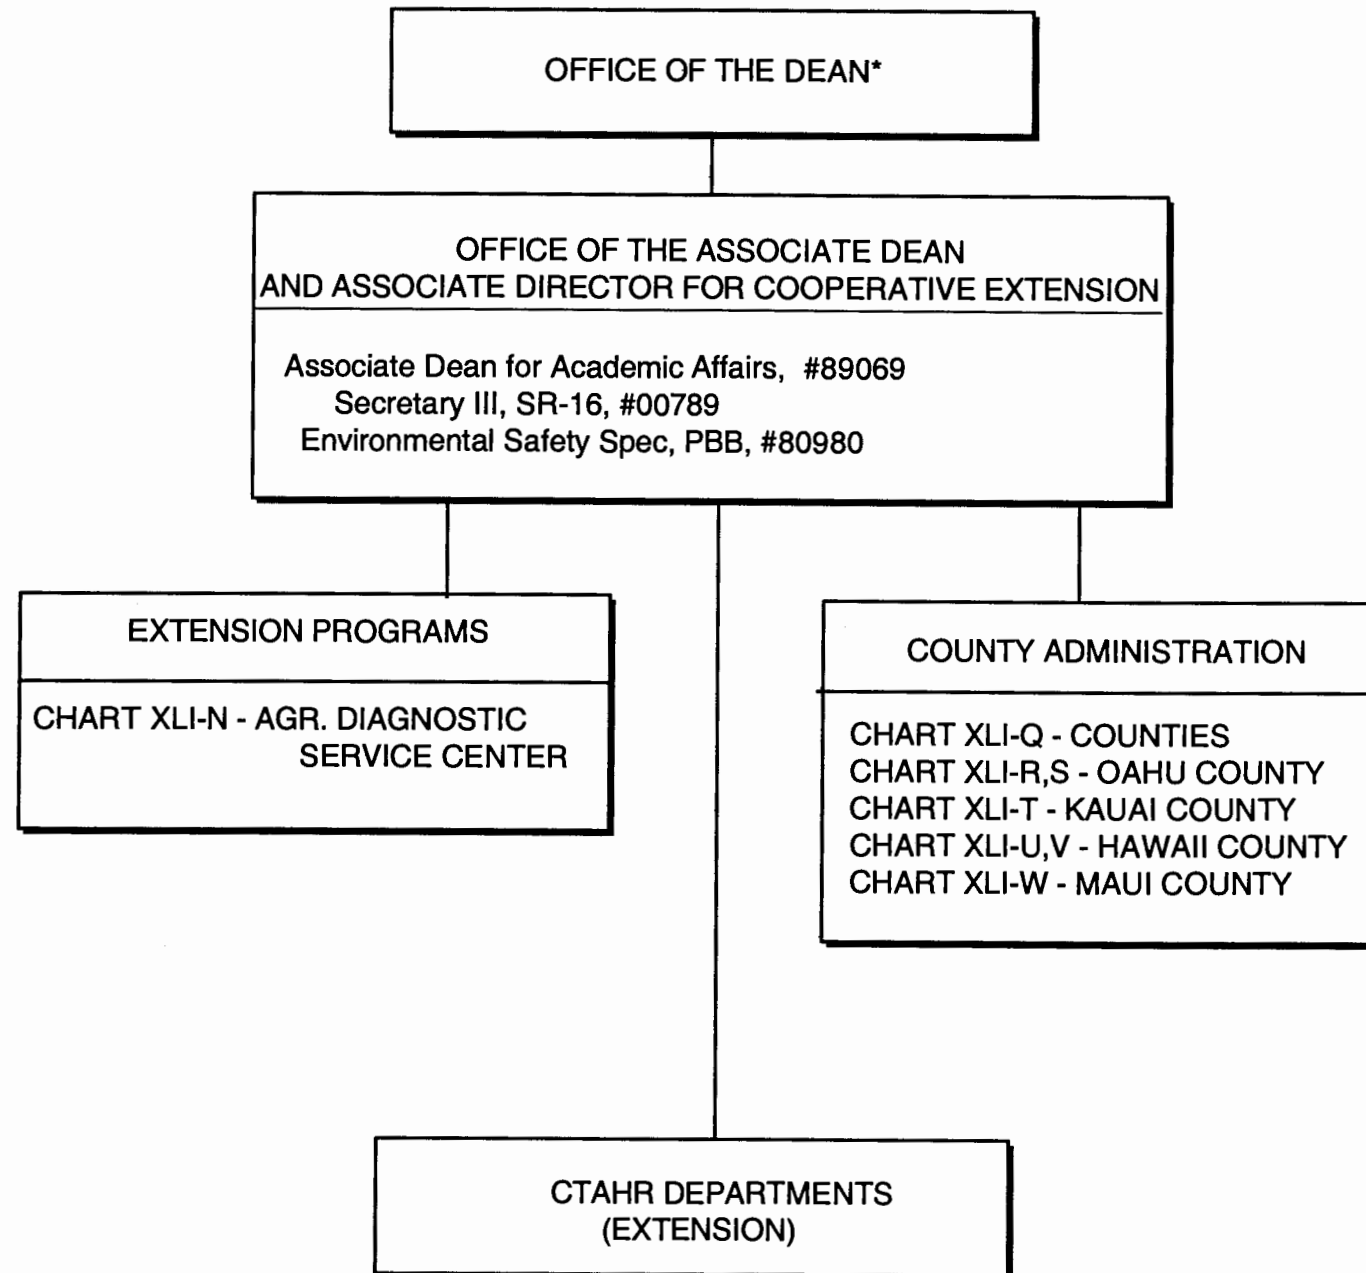 OFFICE OF THE DEAN*
OFFICE OF THE ASSOCIATE DEAN
AND ASSOCIATE DIRECTOR FOR COOPERATIVE EXTENSION
Associate Dean for Academic Affairs, #89069
Secretary III, SR-16, #00789
Environmental Safety Spec, PBB, #80980
EXTENSION PROGRAMS
CHART XLI-N - AGR. DIAGNOSTIC
SERVICE CENTER
COUNTY ADMINISTRATION
CHART XLI-Q - COUNTIES
CHART XLI-R,S - OAHU COUNTY
CHART XLI-T - KAUAI COUNTY
CHART XLI-U,V - HAWAII COUNTY
CHART XLI-W - MAUI COUNTY
CTAHR DEPARTMENTS
(EXTENSION)